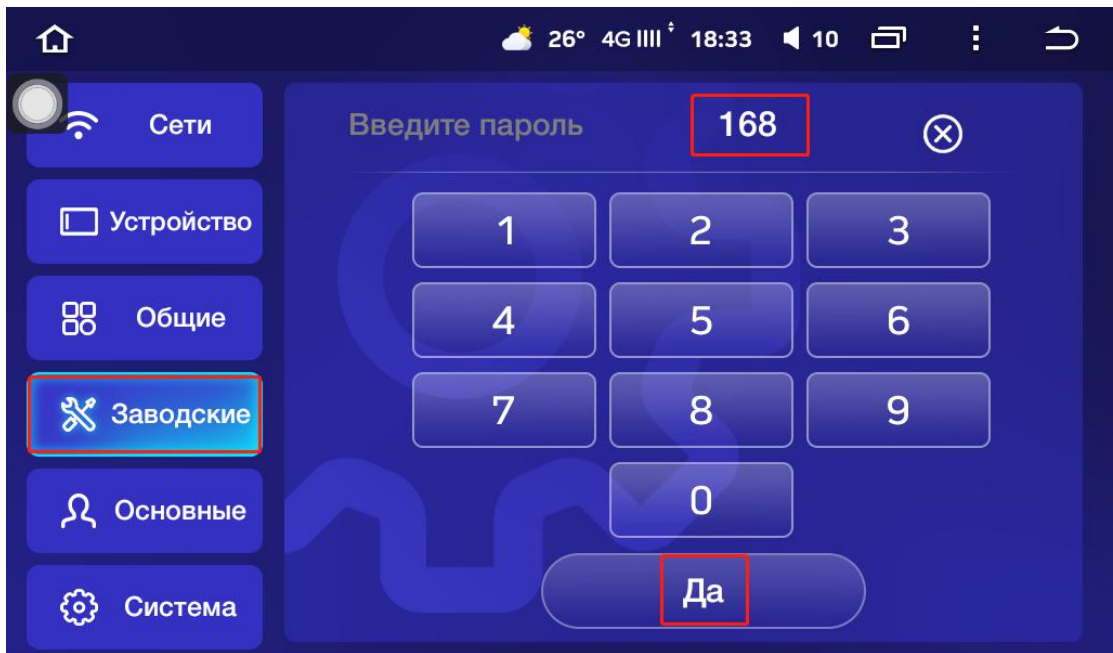 26° 4G 18:33 10
Сети
Устройство
Общие
Заводские
Основные
Система
Введите пароль 168
1 2 3
4 5 6
7 8 9
0
Да